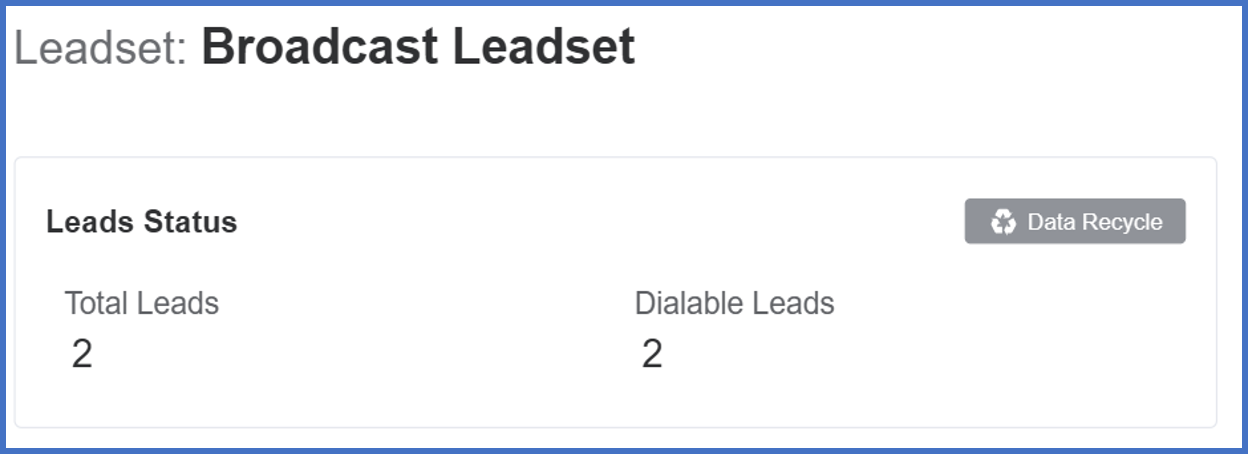 Leadset: Broadcast Leadset
Leads Status
Data Recycle
Total Leads
2
Dialable Leads
2